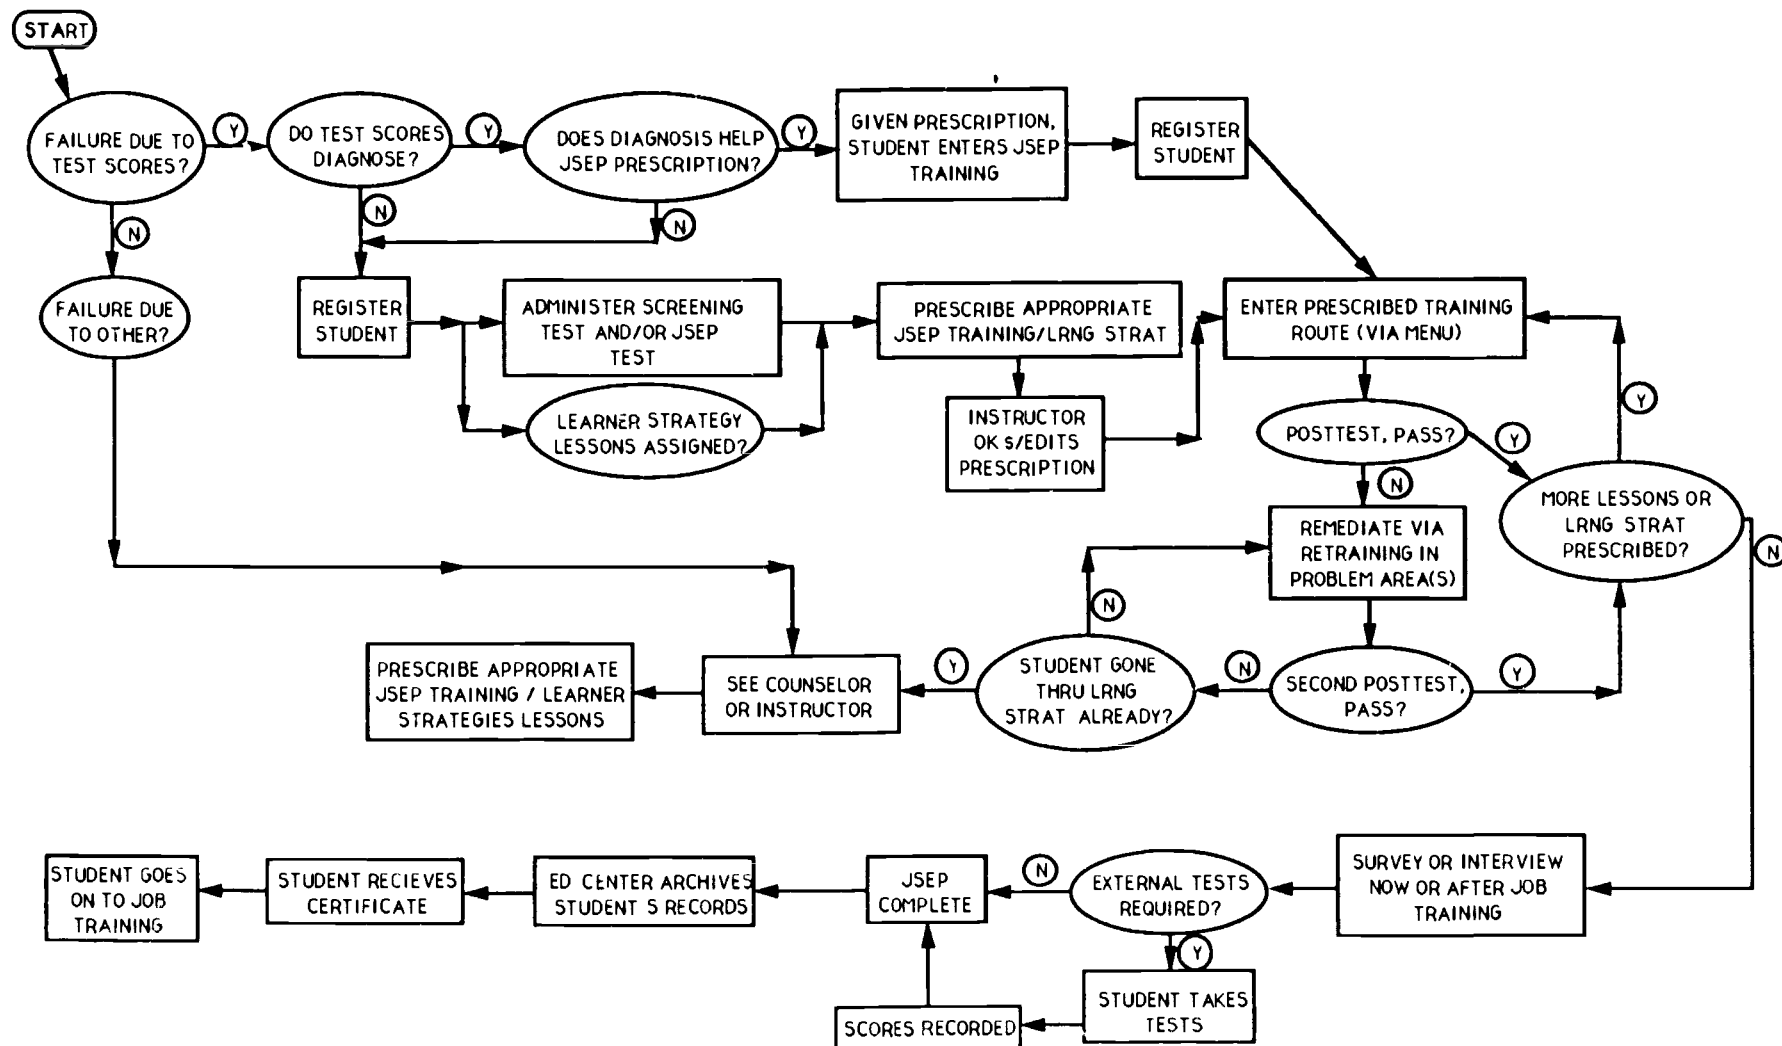 START
FAILURE DUE TO
TEST SCORES?
Y
DO TEST SCORES
DIAGNOSE?
Y
DOES DIAGNOSIS HELP
JSEP PRESCRIPTION?
Y
GIVEN PRESCRIPTION,
STUDENT ENTERS JSEP
TRAINING
REGISTER
STUDENT
N
N
N
FAILURE DUE
TO OTHER?
REGISTER
STUDENT
ADMINISTER SCREENING
TEST AND/OR JSEP
TEST
LEARNER STRATEGY
LESSONS ASSIGNED?
PRESCRIBE APPROPRIATE
JSEP TRAINING/LRNG STRAT
INSTRUCTOR
OK S/EDITS
PRESCRIPTION
ENTER PRESCRIBED TRAINING
ROUTE (VIA MENU)
POSTTEST, PASS?
Y
Y
N
MORE LESSONS OR
LRNG STRAT
PRESCRIBED?
N
REMEDIATE VIA
RETRAINING IN
PROBLEM AREA(S)
N
SECOND POSTTEST,
PASS?
Y
N
STUDENT GONE
THRU LRNG
STRAT ALREADY?
Y
SEE COUNSELOR
OR INSTRUCTOR
PRESCRIBE APPROPRIATE
JSEP TRAINING / LEARNER
STRATEGIES LESSONS
STUDENT GOES
ON TO JOB
TRAINING
STUDENT RECIEVES
CERTIFICATE
ED CENTER ARCHIVES
STUDENT S RECORDS
JSEP
COMPLETE
N
EXTERNAL TESTS
REQUIRED?
SURVEY OR INTERVIEW
NOW OR AFTER JOB
TRAINING
Y
STUDENT TAKES
TESTS
SCORES RECORDED